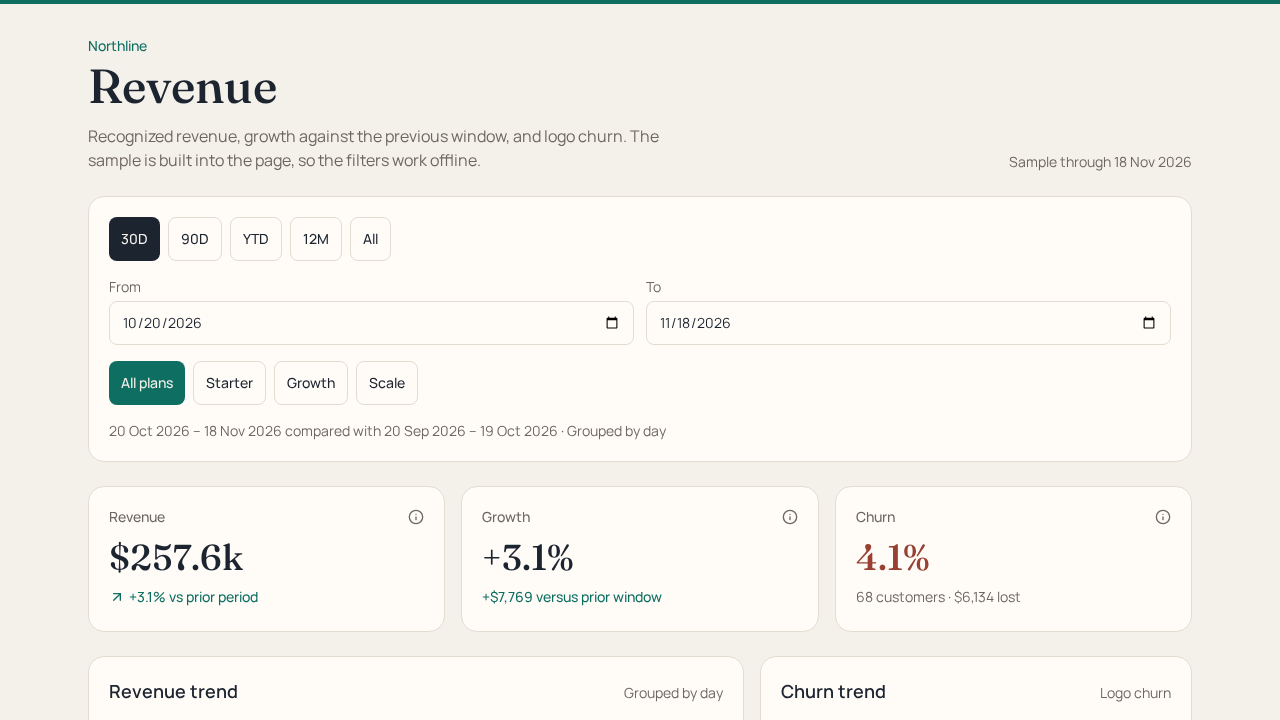 Northline
Revenue
Recognized revenue, growth against the previous window, and logo churn. The
sample is built into the page, so the filters work offline.
Sample through 18 Nov 2026
30D 90D YTD 12M All
From To
10/20/2026 11/18/2026
All plans Starter Growth Scale
20 Oct 2026 – 18 Nov 2026 compared with 20 Sep 2026 – 19 Oct 2026 · Grouped by day
Revenue
$257.6k
+3.1% vs prior period
Growth
+3.1%
+$7,769 versus prior window
Churn
4.1%
68 customers · $6,134 lost
Revenue trend Grouped by day
Churn trend Logo churn